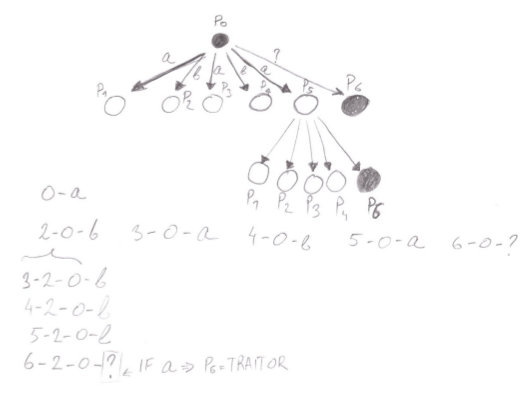 P0
a b a b a ?
P1 P2 P3 P4 P5 P6
P1 P2 P3 P4 P6
0-a
2-0-b 3-0-a 4-0-b 5-0-a 6-0-?
3-2-0-b
4-2-0-b
5-2-0-b
6-2-0-? ← IF a ⇒ P6=TRAITOR